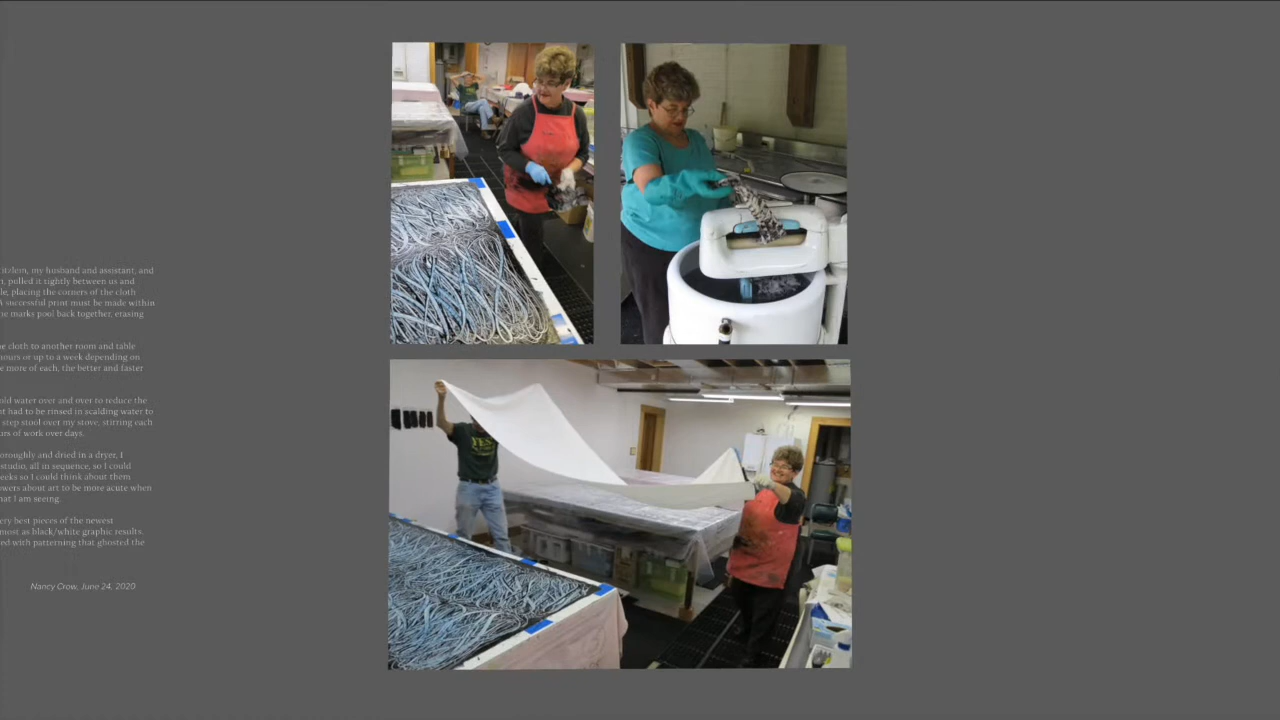 itzlein, my husband and assistant, and
, pulled it tightly between us and
le, placing the corners of the cloth
A successful print must be made within
ne marks pool back together, erasing
ne cloth to another room and table
hours or up to a week depending on
e more of each, the better and faster
old water over and over to reduce the
ot had to be rinsed in scalding water to
step stool over my stove, stirring each
urs of work over days.
oroughly and dried in a dryer, I
studio, all in sequence, so I could
eeks so I could think about them
owers about art to be more acute when
hat I am seeing.
ery best pieces of the newest
most as black/white graphic results.
ed with patterning that ghosted the
Nancy Crow, June 24, 2020
YES